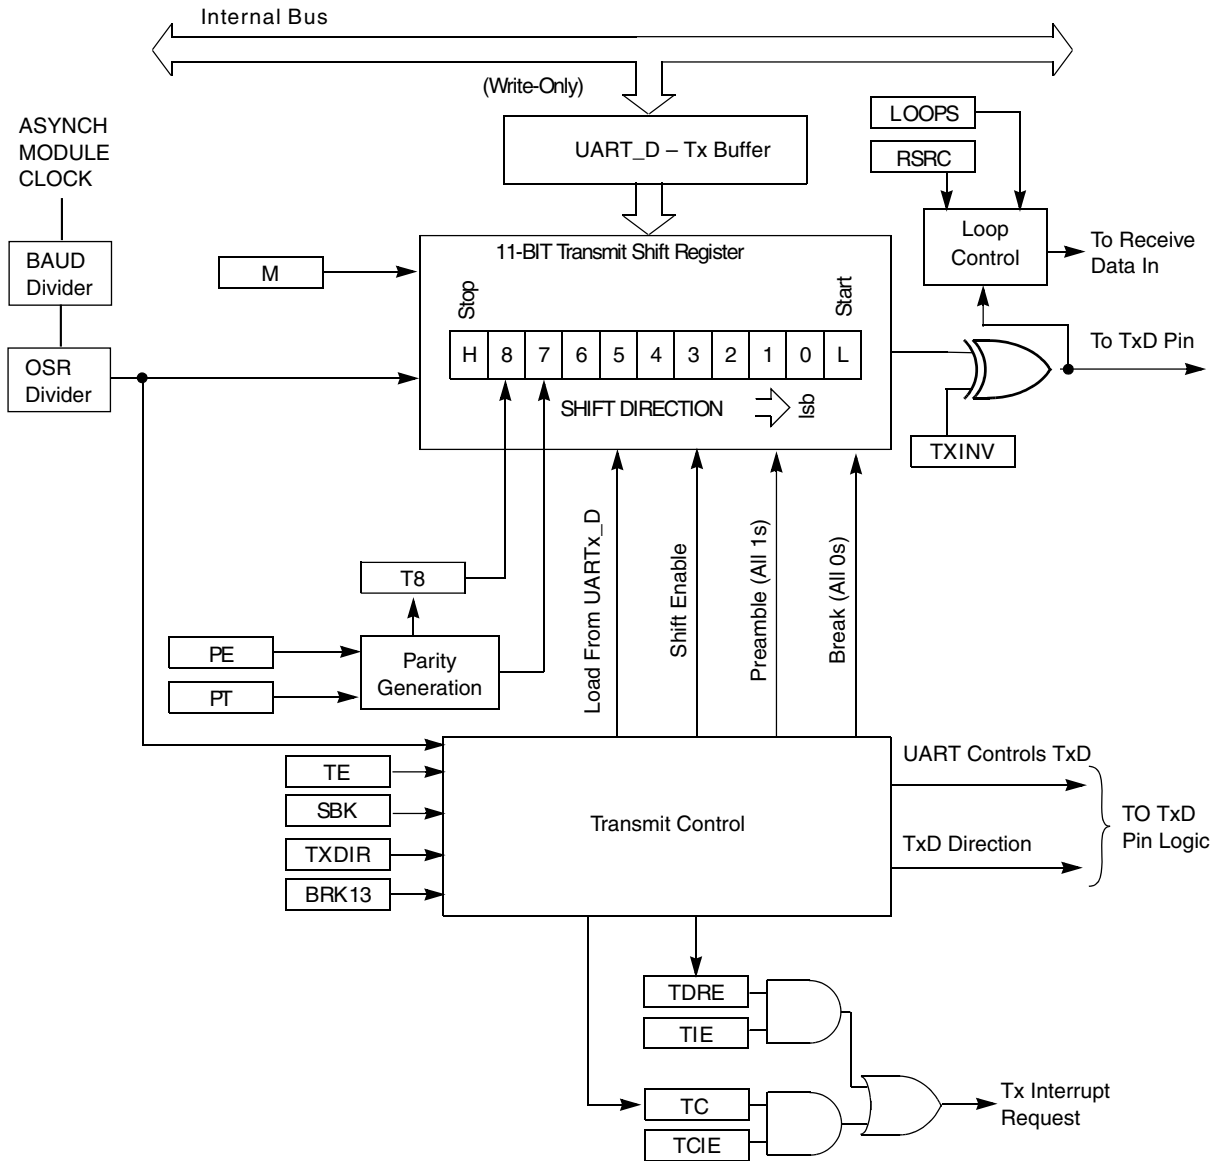 Internal Bus
(Write-Only)
LOOPS
RSRC
ASYNCH
MODULE
CLOCK
UART_D – Tx Buffer
Loop
Control
To Receive
Data In
BAUD
Divider
M
11-BIT Transmit Shift Register
Stop
Start
H 8 7 6 5 4 3 2 1 0 L
To TxD Pin
OSR
Divider
SHIFT DIRECTION
lsb
TXINV
T8
Load From UARTx_D
Shift Enable
Preamble (All 1s)
Break (All 0s)
PE
PT
Parity
Generation
TE
SBK
TXDIR
BRK13
Transmit Control
UART Controls TxD
TxD Direction
TO TxD
Pin Logic
TDRE
TIE
TC
TCIE
Tx Interrupt
Request